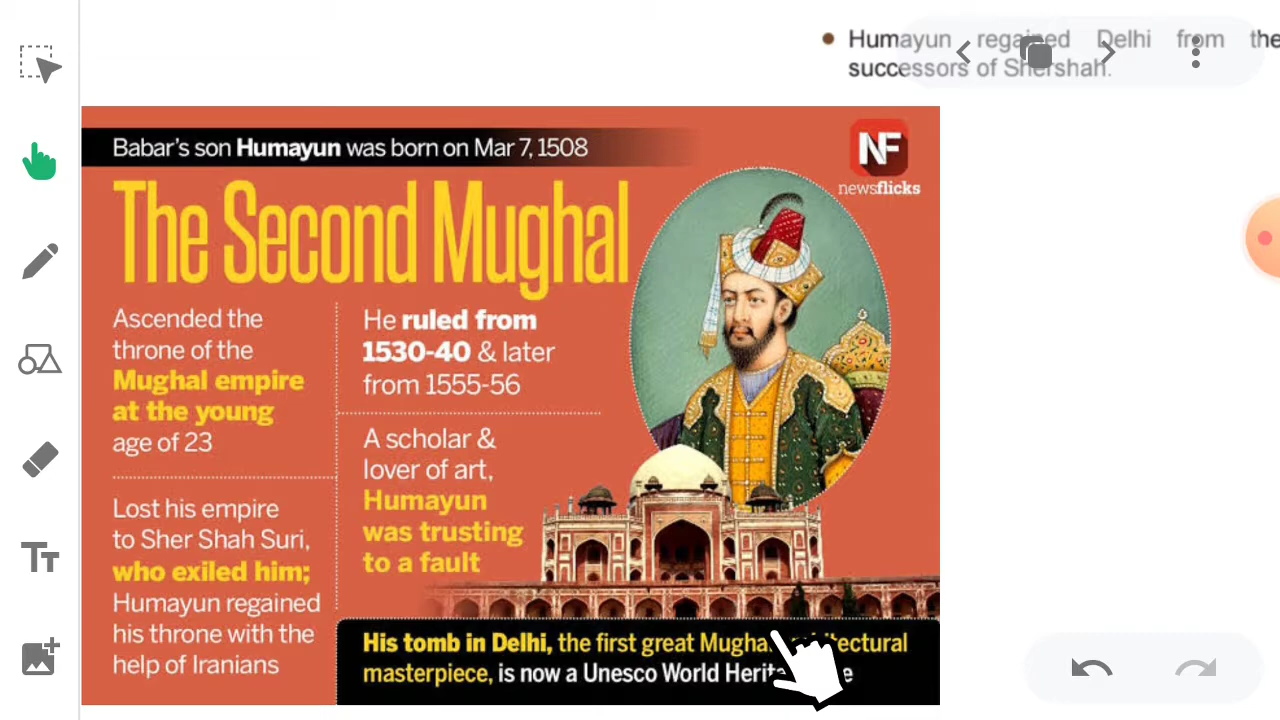 Humayun regained Delhi from the
successors of Shershah.
Babar's son Humayun was born on Mar 7, 1508
NF
newsflicks
The Second Mughal
Ascended the
throne of the
Mughal empire
at the young
age of 23
Lost his empire
to Sher Shah Suri,
who exiled him;
Humayun regained
his throne with the
help of Iranians
He ruled from
1530-40 & later
from 1555-56
A scholar &
lover of art,
Humayun
was trusting
to a fault
His tomb in Delhi, the first great
masterpiece, is now a Unesco World
TT